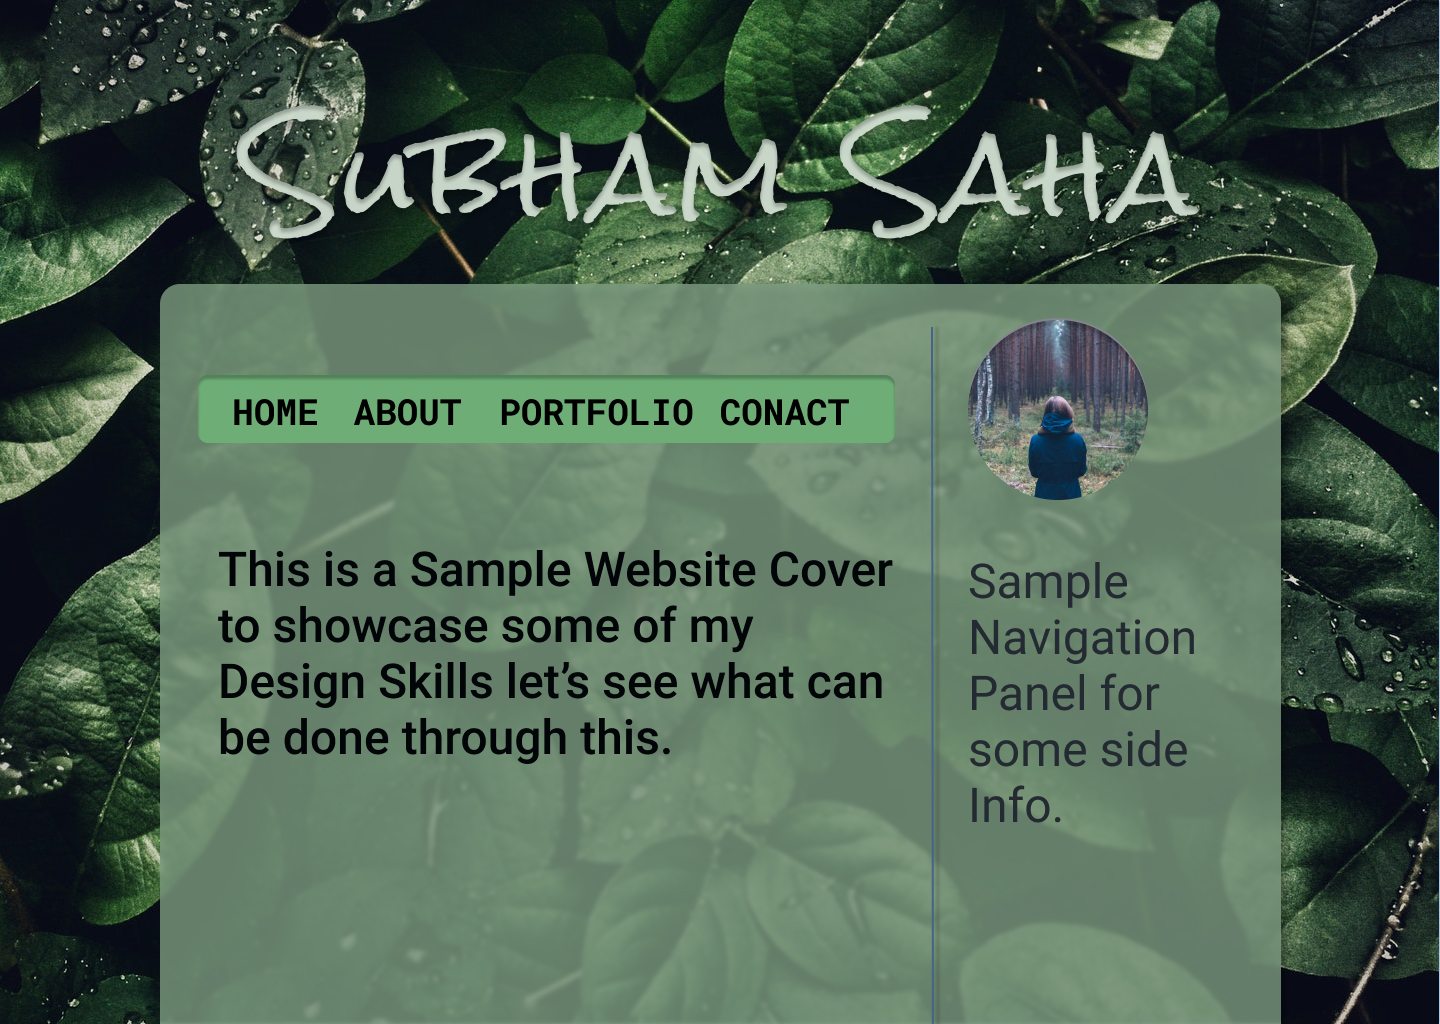 Subham Saha
HOME ABOUT PORTFOLIO CONACT
This is a Sample Website Cover
to showcase some of my
Design Skills let’s see what can
be done through this.
Sample
Navigation
Panel for
some side
Info.